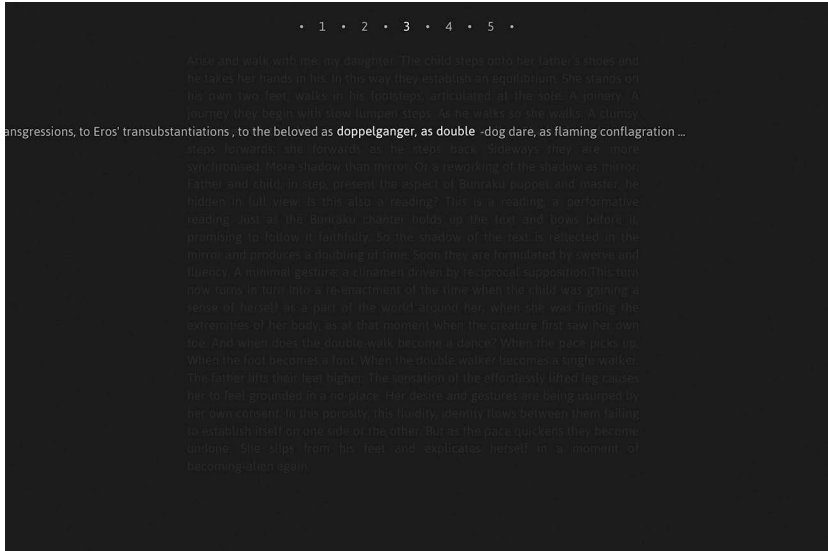 • 1 • 2 • 3 • 4 • 5 •
Arise and walk with me, my daughter. The child steps onto her father's shoes and
he takes her hands in his. In this way they establish an equilibrium. She stands on
his own two feet, walks in his footsteps, articulated at the sole. A joinery. A
journey they begin with slow lumpen steps. As he walks so she walks. A clumsy
ansgressions, to Eros' transubstantiations , to the beloved as doppelganger, as double -dog dare, as flaming conflagration ...
steps forwards, she forwards as he steps back. Sideways they are more
synchronised. More shadow than mirror. Or a reworking of the shadow as mirror.
Father and child, in step, present the aspect of Bunraku puppet and master, he
hidden in full view. Is this also a reading? This is a reading, a performative
reading. Just as the Bunraku chanter holds up the text and bows before it,
promising to follow it faithfully. So the shadow of the text is reflected in the
mirror and produces a doubling of time. Soon they are formulated by swerve and
fluency. A minimal gesture, a clinamen driven by reciprocal supposition.This turn
now turns in turn into a re-enactment of the time when the child was gaining a
sense of herself as a part of the world around her, when she was finding the
extremities of her body, as at that moment when the creature first saw her own
toe. And when does the double-walk become a dance? When the pace picks up.
When the foot becomes a foot. When the double walker becomes a single-walker.
The father lifts their feet higher. The sensation of the effortlessly lifted leg causes
her to feel grounded in a no-place. Her desire and gestures are being usurped by
her own consent. In this porosity, this fluidity, identity flows between them failing
to establish itself on one side or the other. But as the pace quickens they become
undone. She slips from his feet and explicates herself in a moment of
becoming-alien again.